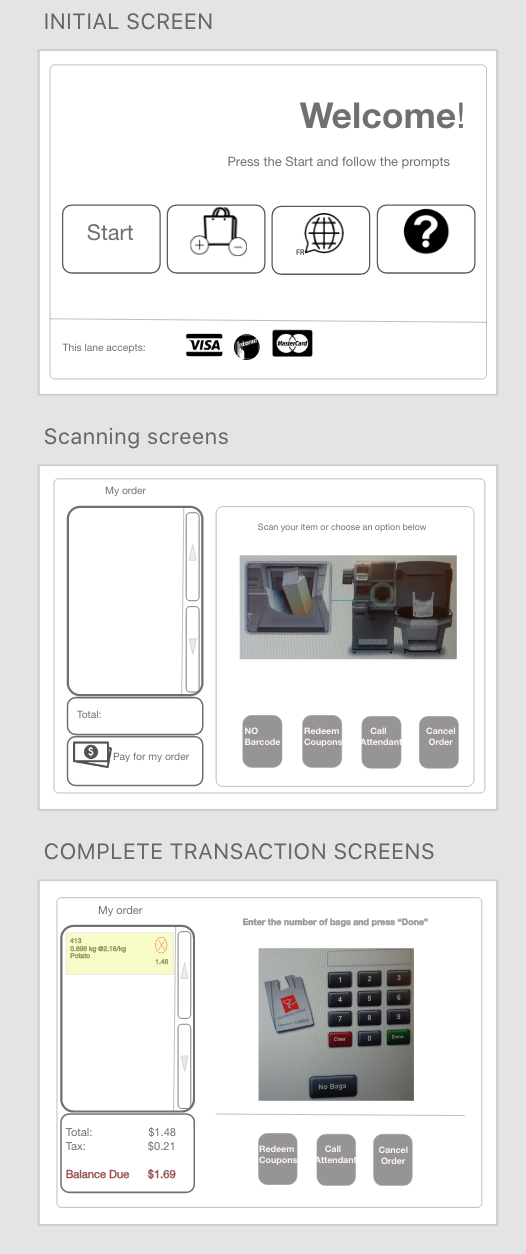 INITIAL SCREEN
Welcome!
Press the Start and follow the prompts
Start
FR
This lane accepts:
VISA
Interac
MasterCard
Scanning screens
My order
Scan your item or choose an option below
Total:
$
Pay for my order
NO
Barcode
Redeem
Coupons
Call
Attendant
Cancel
Order
COMPLETE TRANSACTION SCREENS
My order
Enter the number of bags and press “Done”
413
0.696 kg @2.16/kg
Potato
1.48
1 2 3
4 5 6
7 8 9
Clear 0 Done
No Bags
Total: $1.48
Tax: $0.21
Balance Due $1.69
Redeem
Coupons
Call
Attendant
Cancel
Order